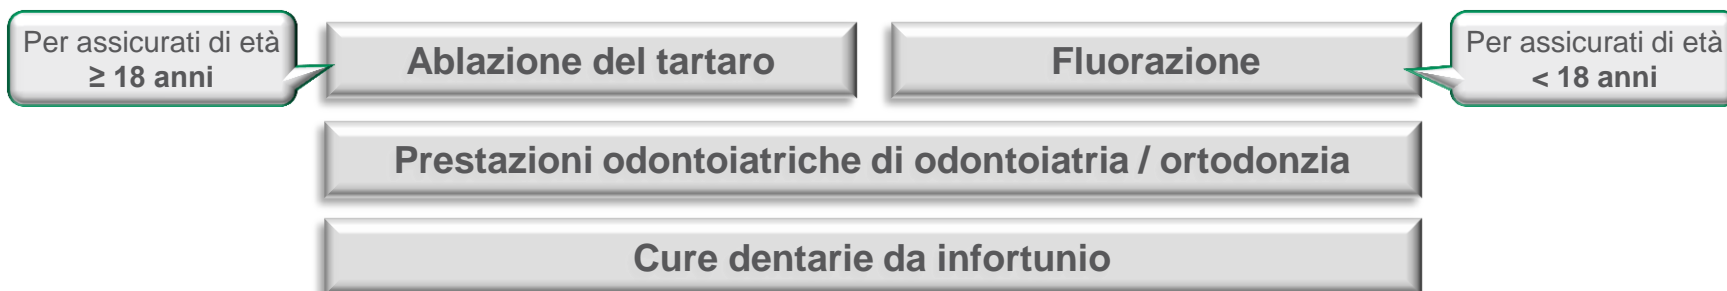 Per assicurati di età
≥ 18 anni
Ablazione del tartaro
Fluorazione
Per assicurati di età
< 18 anni
Prestazioni odontoiatriche di odontoiatria / ortodonzia
Cure dentarie da infortunio